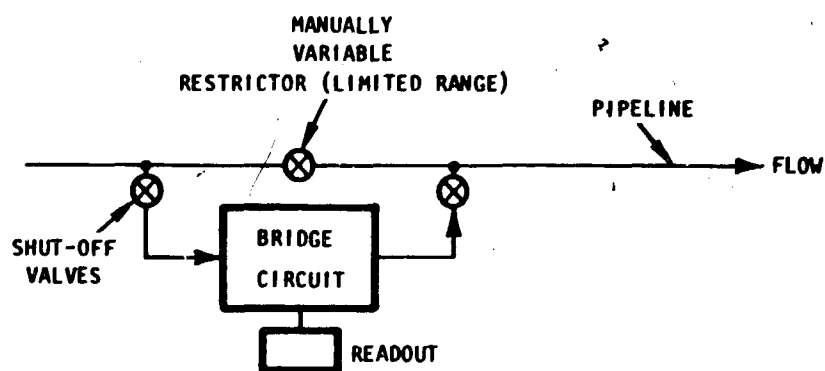 MANUALLY
VARIABLE
RESTRICTOR (LIMITED RANGE)
PIPELINE
FLOW
SHUT-OFF
VALVES
BRIDGE
CIRCUIT
READOUT